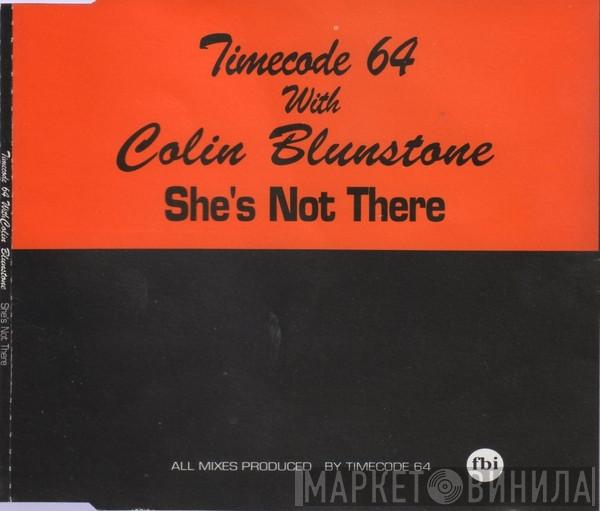 Timecode 64
With
Colin Blunstone
She's Not There
Timecode 64 With Colin Blunstone She's Not There
ALL MIXES PRODUCED BY TIMECODE 64
fbi
МАРКЕТ ВИНИЛА